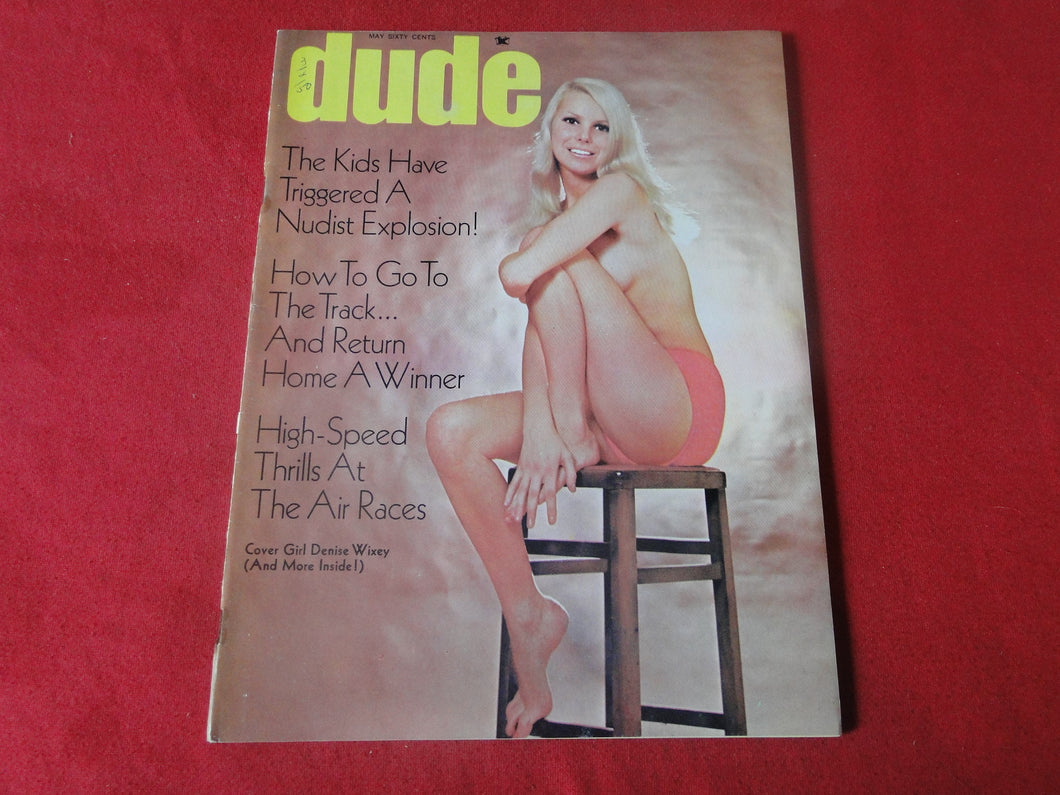 MAY SIXTY CENTS
dude
The Kids Have
Triggered A
Nudist Explosion!
How To Go To
The Track...
And Return
Home A Winner
High-Speed
Thrills At
The Air Races
Cover Girl Denise Wixey
(And More Inside!)